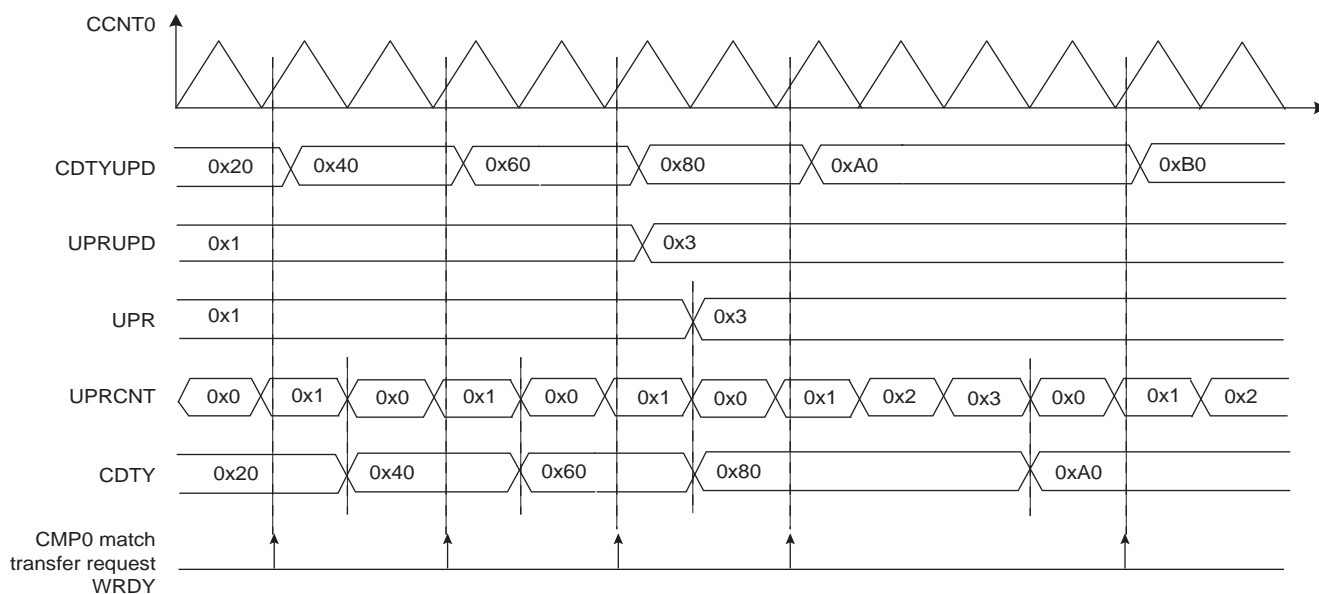 CCNT0
CDTYUPD 0x20 0x40 0x60 0x80 0xA0 0xB0
UPRUPD 0x1 0x3
UPR 0x1 0x3
UPRCNT 0x0 0x1 0x0 0x1 0x0 0x1 0x0 0x1 0x2 0x3 0x0 0x1 0x2
CDTY 0x20 0x40 0x60 0x80 0xA0
CMP0 match
transfer request
WRDY